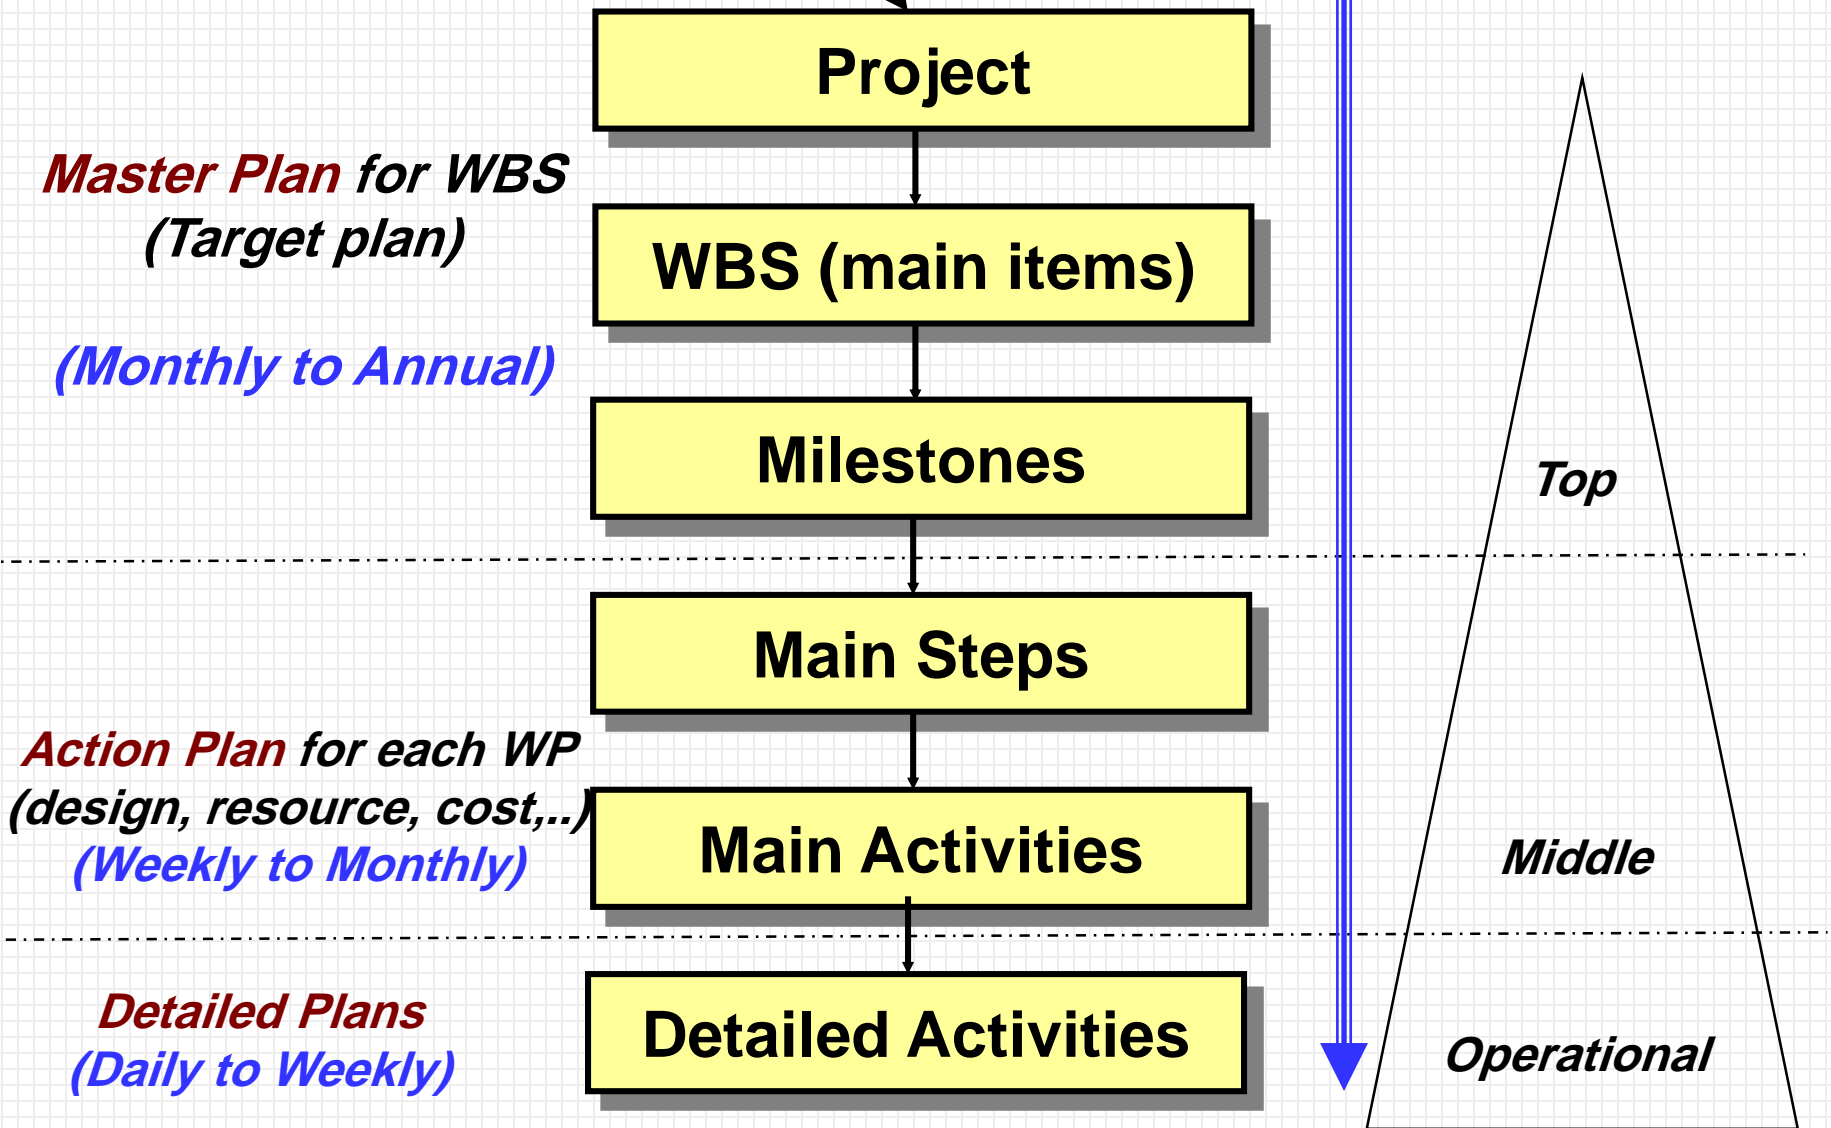 Project
Master Plan for WBS
(Target plan)
WBS (main items)
(Monthly to Annual)
Milestones
Top
Main Steps
Action Plan for each WP
(design, resource, cost,..)
(Weekly to Monthly)
Main Activities
Middle
Detailed Plans
(Daily to Weekly)
Detailed Activities
Operational